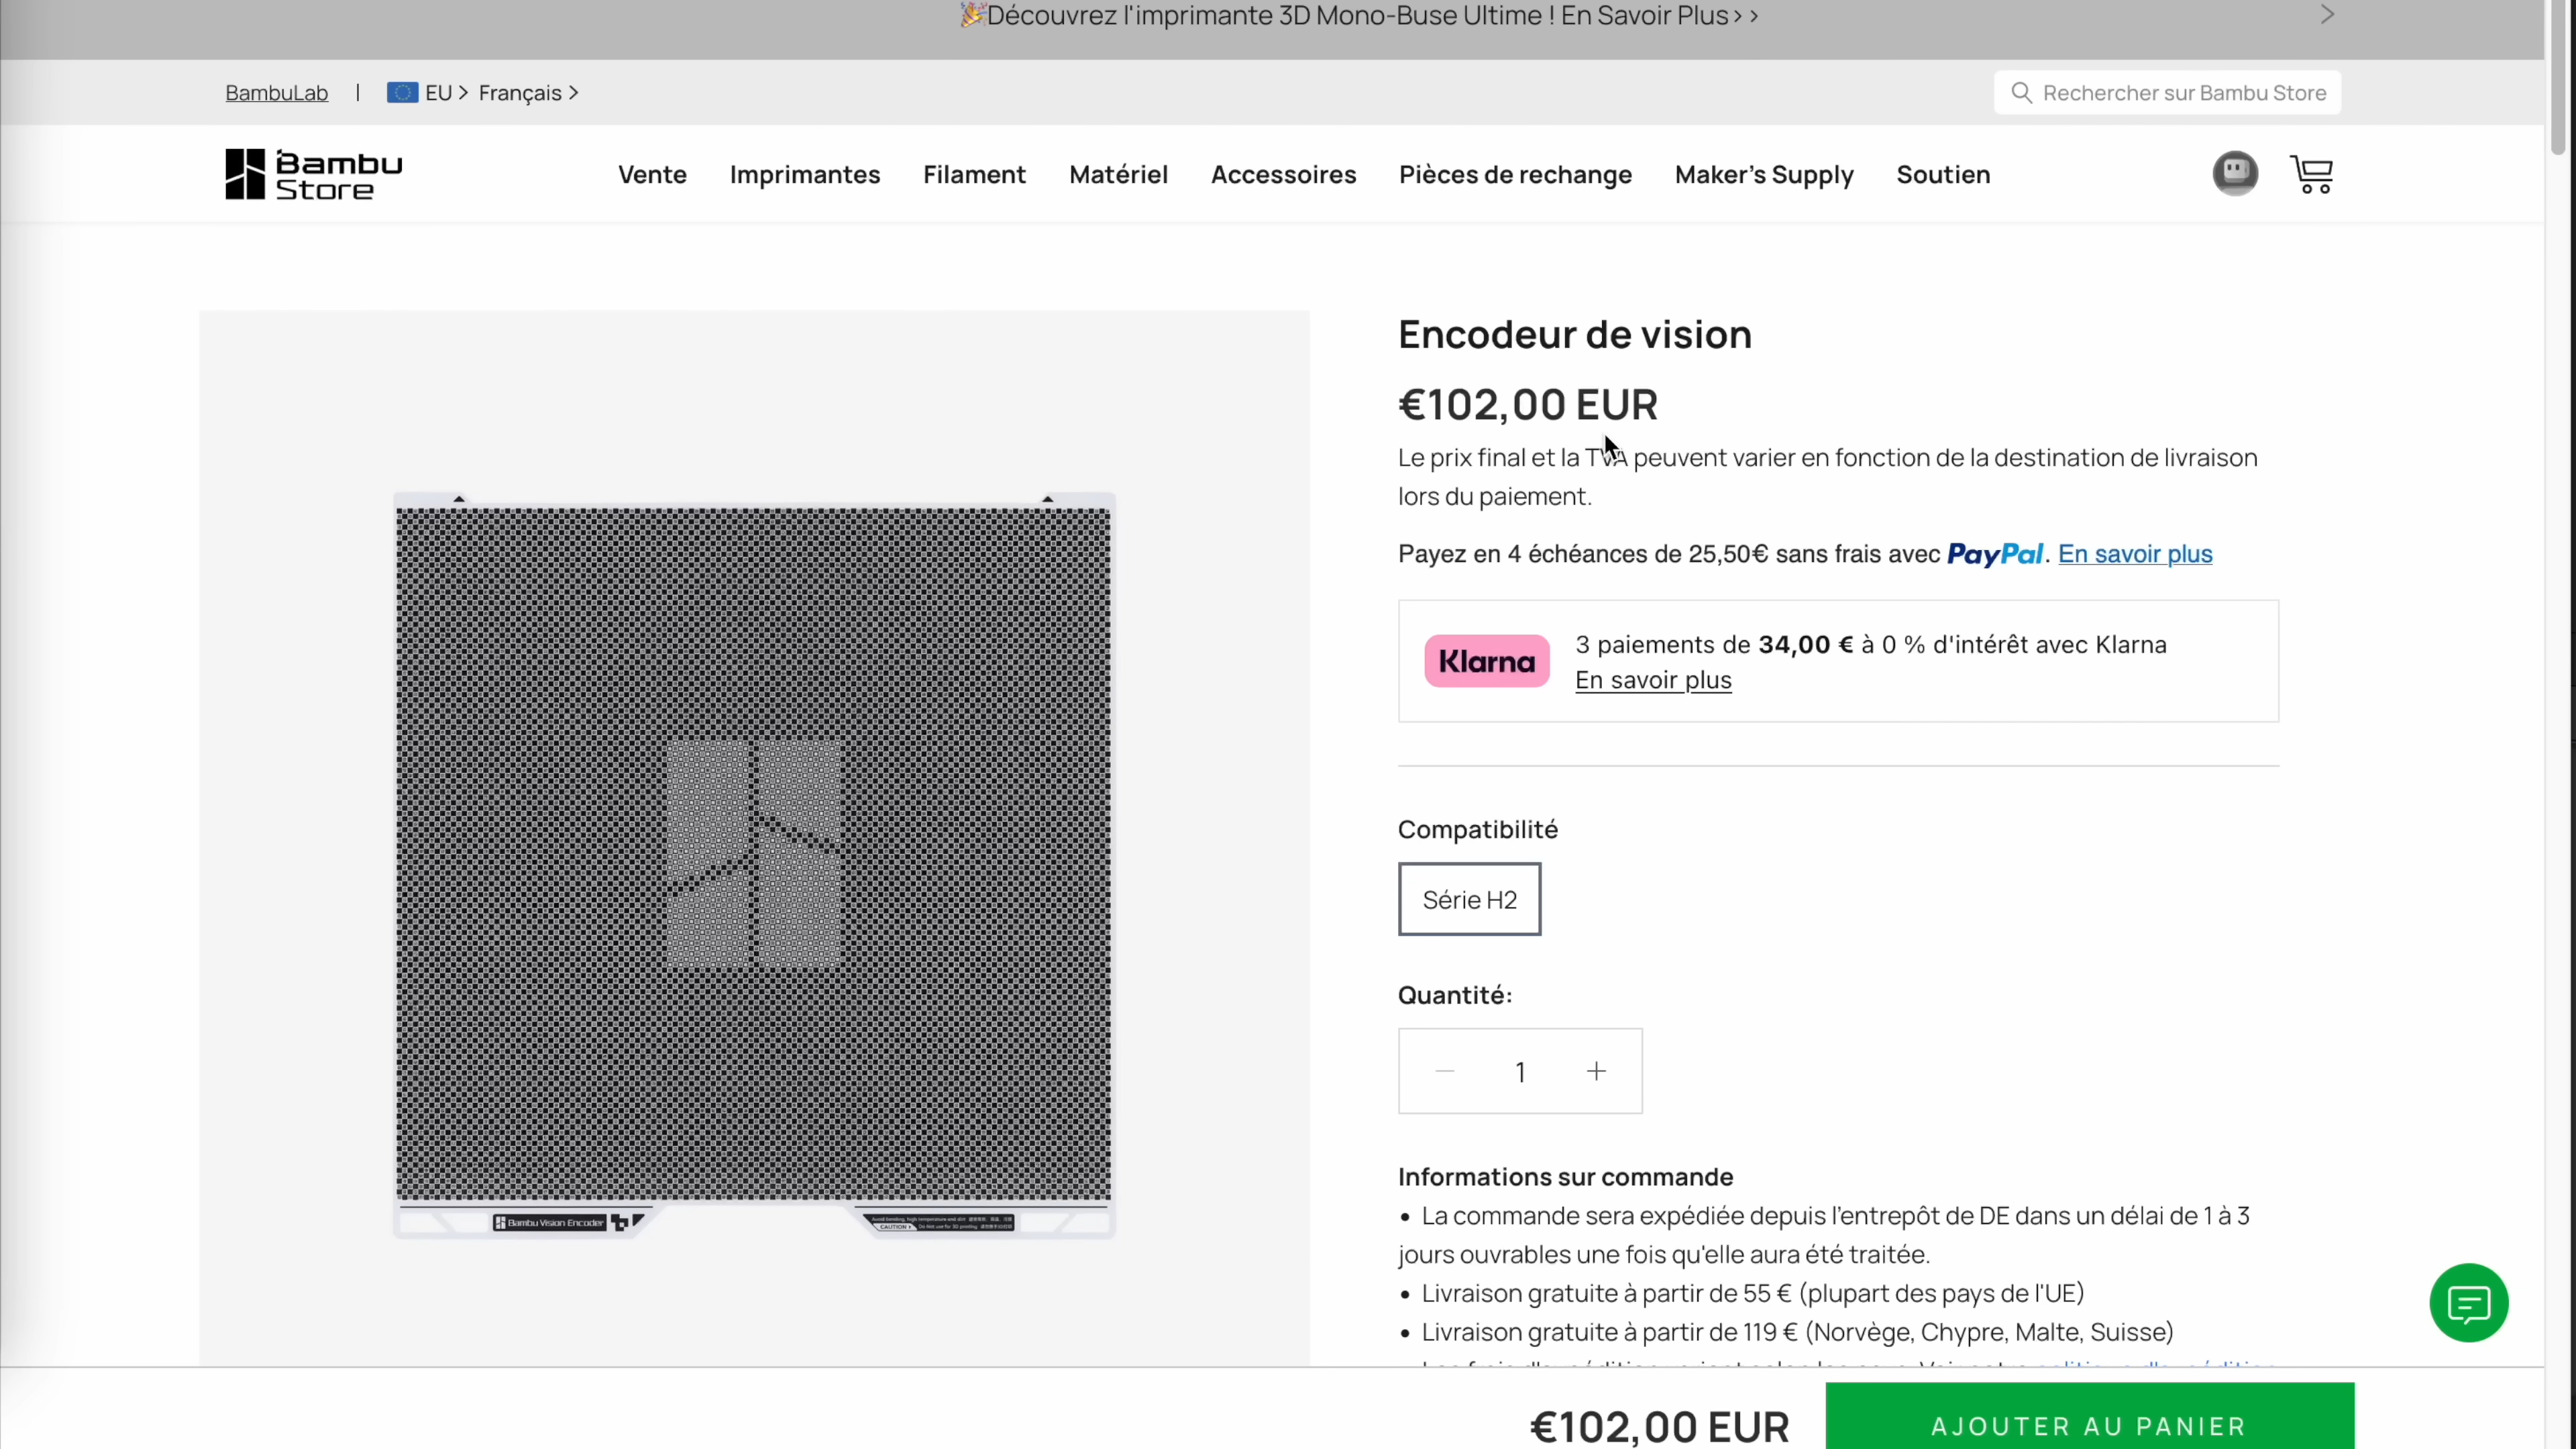 🎉Découvrez l'imprimante 3D Mono-Buse Ultime ! En Savoir Plus> >
BambuLab | EU > Français >
Rechercher sur Bambu Store
Bambu Store
Vente Imprimantes Filament Matériel Accessoires Pièces de rechange Maker's Supply Soutien
Encodeur de vision
€102,00 EUR
Le prix final et la TVA peuvent varier en fonction de la destination de livraison
lors du paiement.
Payez en 4 échéances de 25,50€ sans frais avec PayPal. En savoir plus
Klarna
3 paiements de 34,00 € à 0 % d'intérêt avec Klarna
En savoir plus
Compatibilité
Série H2
Quantité:
1
Informations sur commande
• La commande sera expédiée depuis l'entrepôt de DE dans un délai de 1 à 3
jours ouvrables une fois qu'elle aura été traitée.
• Livraison gratuite à partir de 55 € (plupart des pays de l'UE)
• Livraison gratuite à partir de 119 € (Norvège, Chypre, Malte, Suisse)
Bambu Vision Encoder
CAUTION
€102,00 EUR
AJOUTER AU PANIER